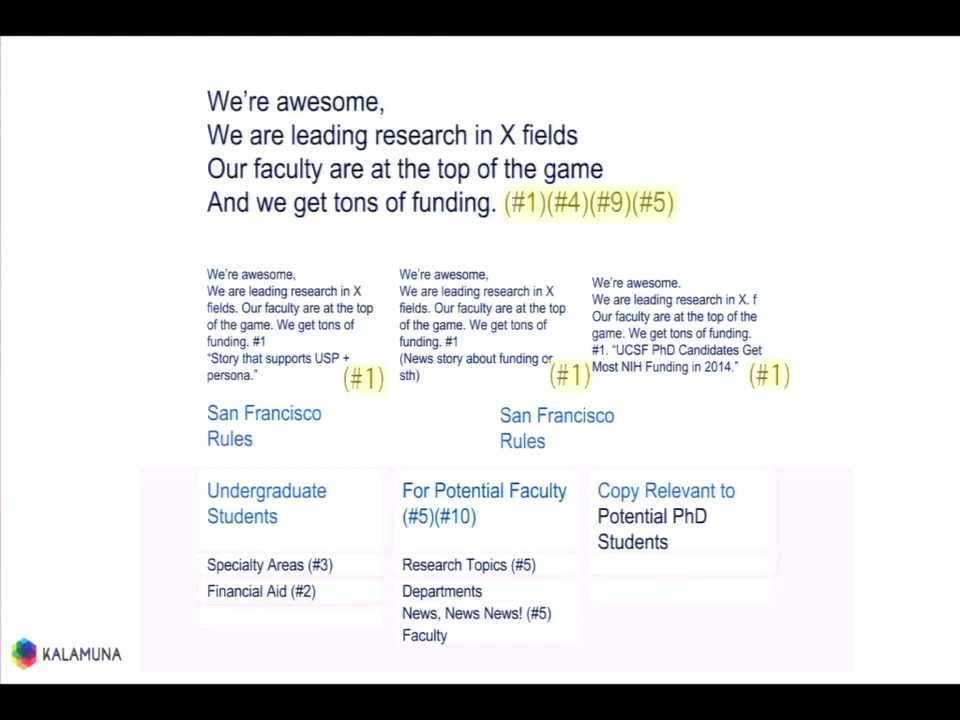 We're awesome,
We are leading research in X fields
Our faculty are at the top of the game
And we get tons of funding. (#1)(#4)(#9)(#5)
We're awesome,
We are leading research in X
fields. Our faculty are at the top
of the game. We get tons of
funding. #1
“Story that supports USP +
persona.”
(#1)
We're awesome,
We are leading research in X
fields. Our faculty are at the top
of the game. We get tons of
funding. #1
(News story about funding or
sth)
(#1)
We're awesome.
We are leading research in X. f
Our faculty are at the top of the
game. We get tons of funding.
#1. “UCSF PhD Candidates Get
Most NIH Funding in 2014.”
(#1)
San Francisco
Rules
San Francisco
Rules
Undergraduate
Students
Specialty Areas (#3)
Financial Aid (#2)
For Potential Faculty
(#5)(#10)
Research Topics (#5)
Departments
News, News News! (#5)
Faculty
Copy Relevant to
Potential PhD
Students
KALAMUNA